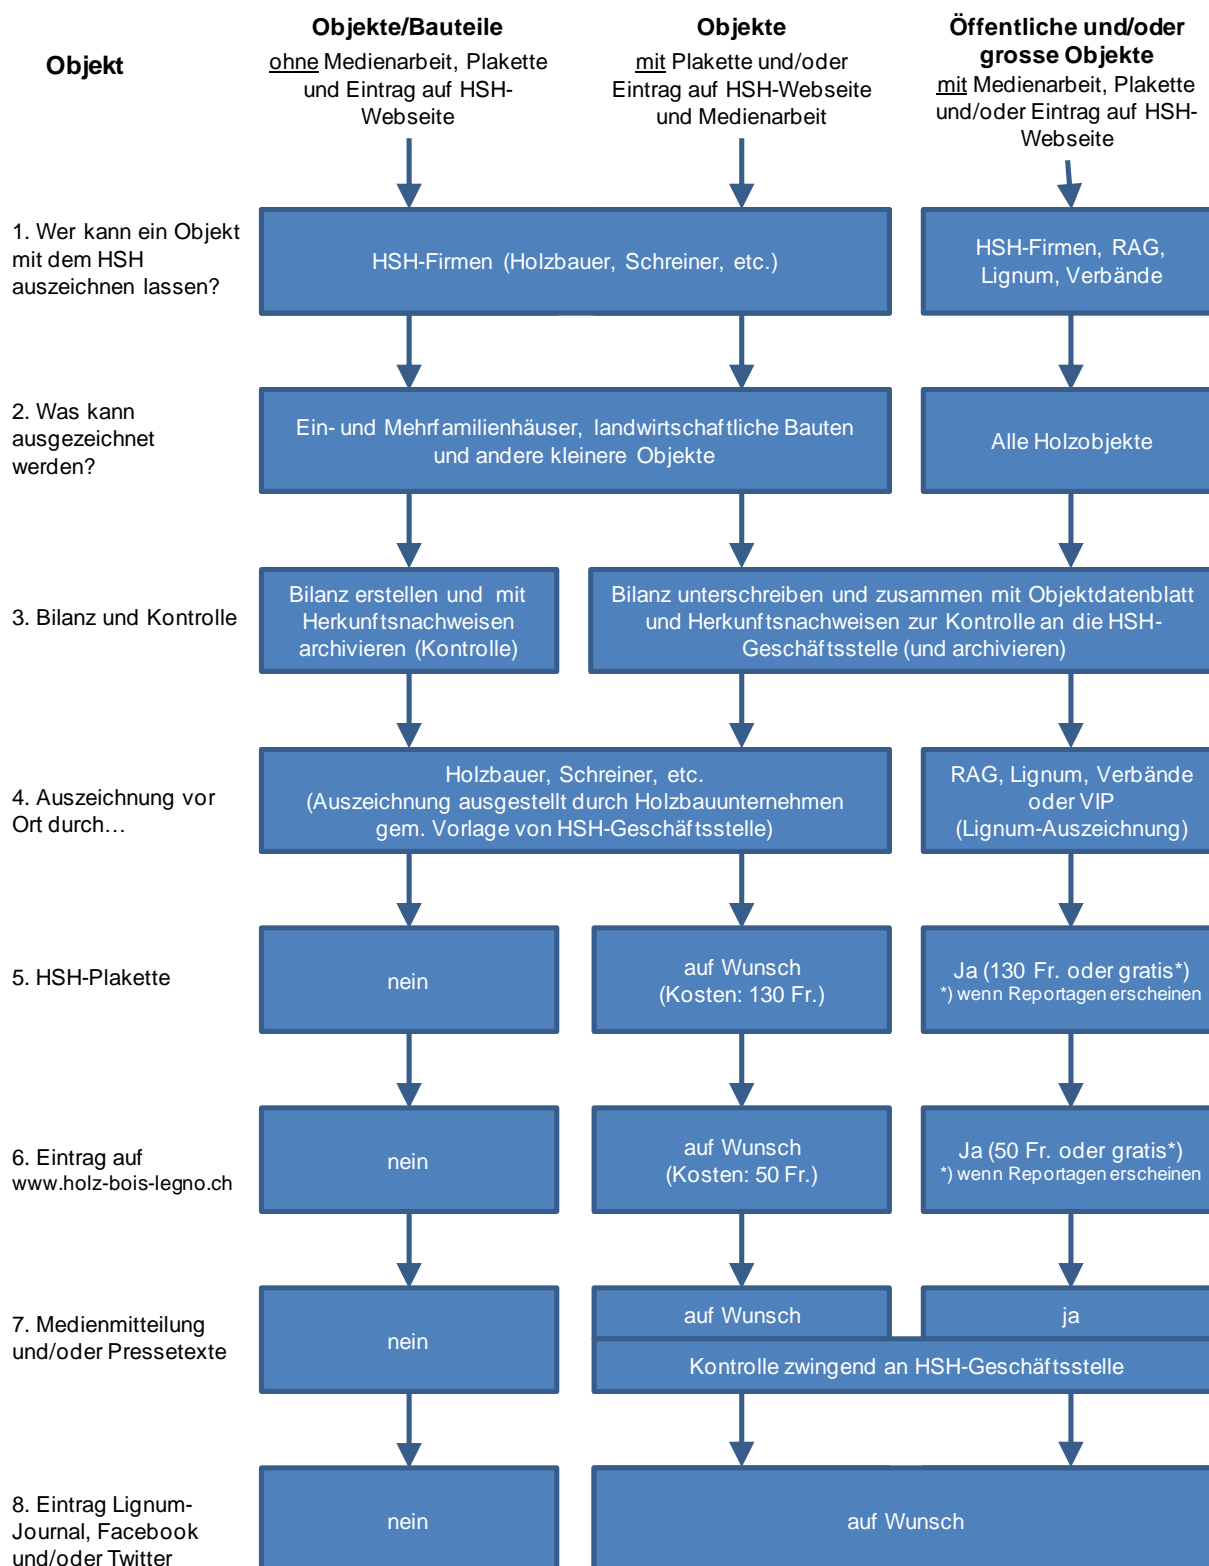 Objekt
Objekte/Bauteile
ohne Medienarbeit, Plakette
und Eintrag auf HSH-
Webseite
Objekte
mit Plakette und/oder
Eintrag auf HSH-Webseite
und Medienarbeit
Öffentliche und/oder
grosse Objekte
mit Medienarbeit, Plakette
und/oder Eintrag auf HSH-
Webseite
1. Wer kann ein Objekt
mit dem HSH
auszeichnen lassen?
HSH-Firmen (Holzbauer, Schreiner, etc.)
HSH-Firmen, RAG,
Lignum, Verbände
2. Was kann
ausgezeichnet
werden?
Ein- und Mehrfamilienhäuser, landwirtschaftliche Bauten
und andere kleinere Objekte
Alle Holzobjekte
3. Bilanz und Kontrolle
Bilanz erstellen und mit
Herkunftsnachweisen
archivieren (Kontrolle)
Bilanz unterschreiben und zusammen mit Objektdatenblatt
und Herkunftsnachweisen zur Kontrolle an die HSH-
Geschäftsstelle (und archivieren)
4. Auszeichnung vor
Ort durch…
Holzbauer, Schreiner, etc.
(Auszeichnung ausgestellt durch Holzbauunternehmen
gem. Vorlage von HSH-Geschäftsstelle)
RAG, Lignum, Verbände
oder VIP
(Lignum-Auszeichnung)
5. HSH-Plakette
nein
auf Wunsch
(Kosten: 130 Fr.)
Ja (130 Fr. oder gratis*)
*) wenn Reportagen erscheinen
6. Eintrag auf
www.holz-bois-legno.ch
nein
auf Wunsch
(Kosten: 50 Fr.)
Ja (50 Fr. oder gratis*)
*) wenn Reportagen erscheinen
7. Medienmitteilung
und/oder Pressetexte
nein
auf Wunsch
ja
Kontrolle zwingend an HSH-Geschäftsstelle
8. Eintrag Lignum-
Journal, Facebook
und/oder Twitter
nein
auf Wunsch